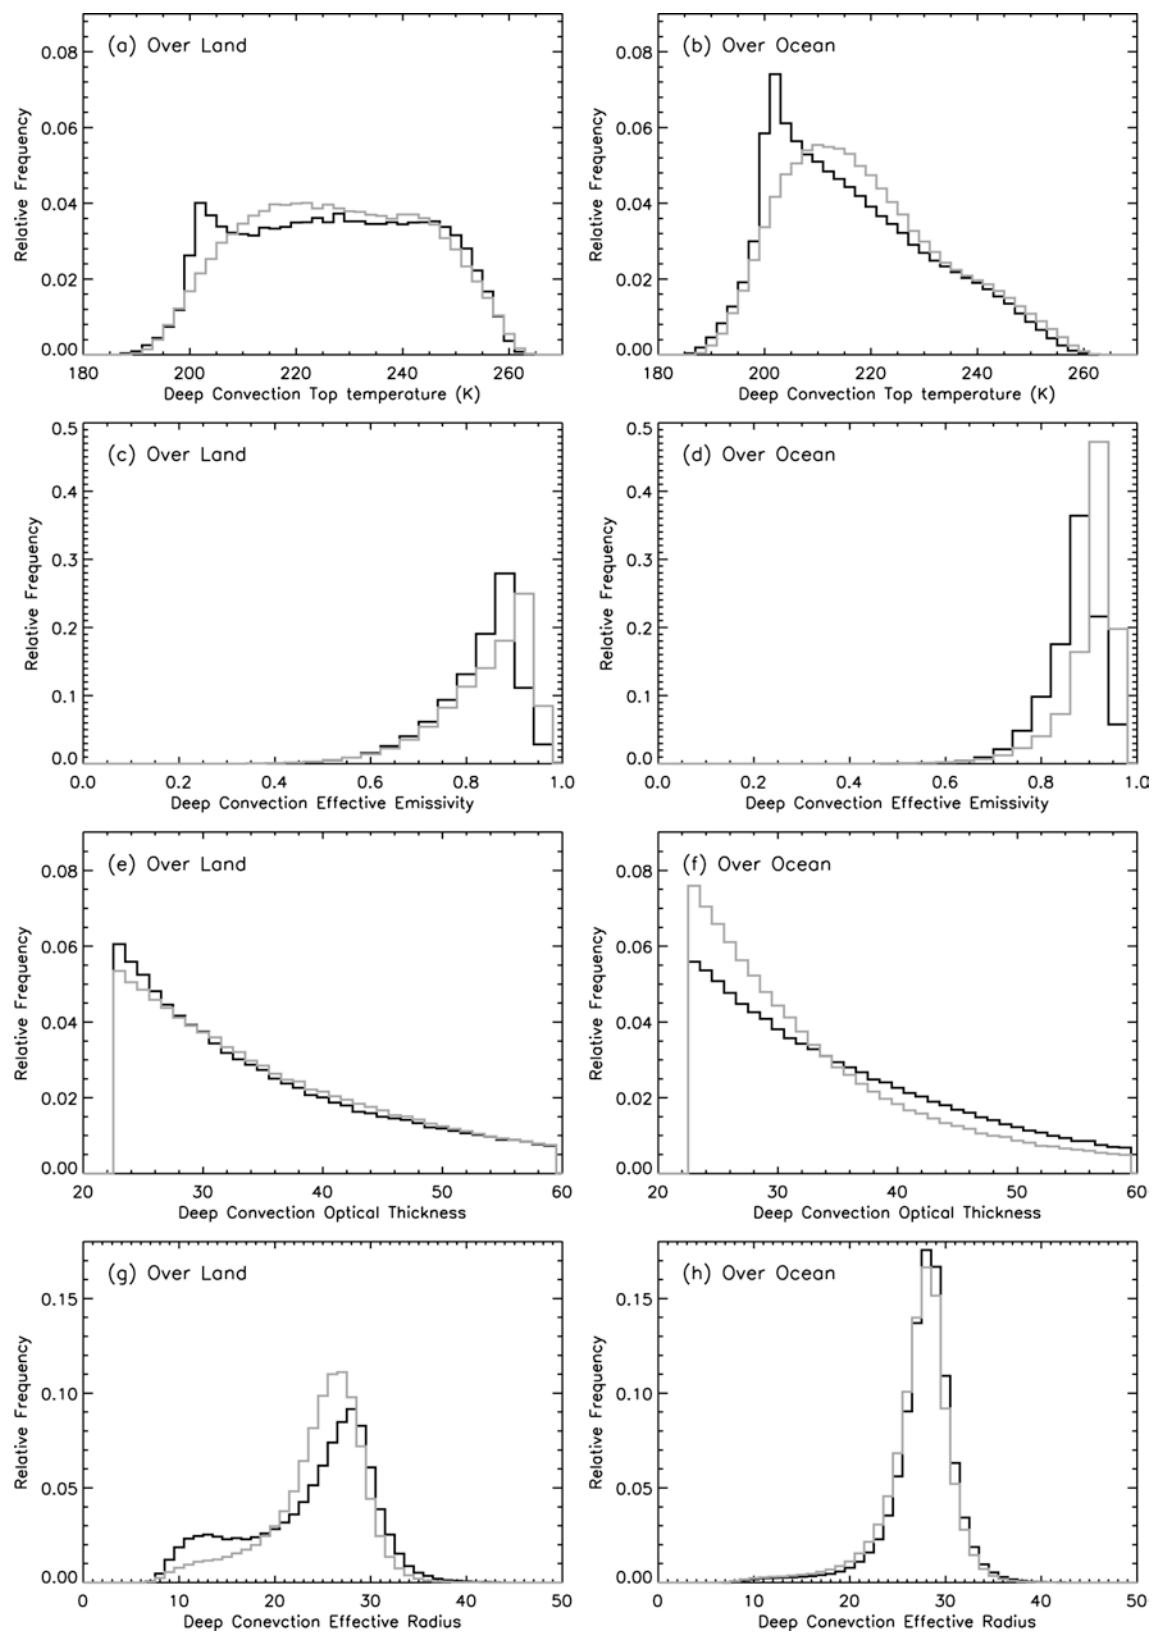 (a) Over Land
Relative Frequency
0.08
0.06
0.04
0.02
0.00
180 200 220 240 260
Deep Convection Top temperature (K)
(b) Over Ocean
Relative Frequency
0.08
0.06
0.04
0.02
0.00
180 200 220 240 260
Deep Convection Top temperature (K)
(c) Over Land
Relative Frequency
0.5
0.4
0.3
0.2
0.1
0.0
0.0 0.2 0.4 0.6 0.8 1.0
Deep Convection Effective Emissivity
(d) Over Ocean
Relative Frequency
0.5
0.4
0.3
0.2
0.1
0.0
0.0 0.2 0.4 0.6 0.8 1.0
Deep Convection Effective Emissivity
(e) Over Land
Relative Frequency
0.08
0.06
0.04
0.02
0.00
20 30 40 50 60
Deep Convection Optical Thickness
(f) Over Ocean
Relative Frequency
0.08
0.06
0.04
0.02
0.00
20 30 40 50 60
Deep Convection Optical Thickness
(g) Over Land
Relative Frequency
0.15
0.10
0.05
0.00
0 10 20 30 40 50
Deep Conevction Effective Radius
(h) Over Ocean
Relative Frequency
0.15
0.10
0.05
0.00
0 10 20 30 40 50
Deep Conevction Effective Radius